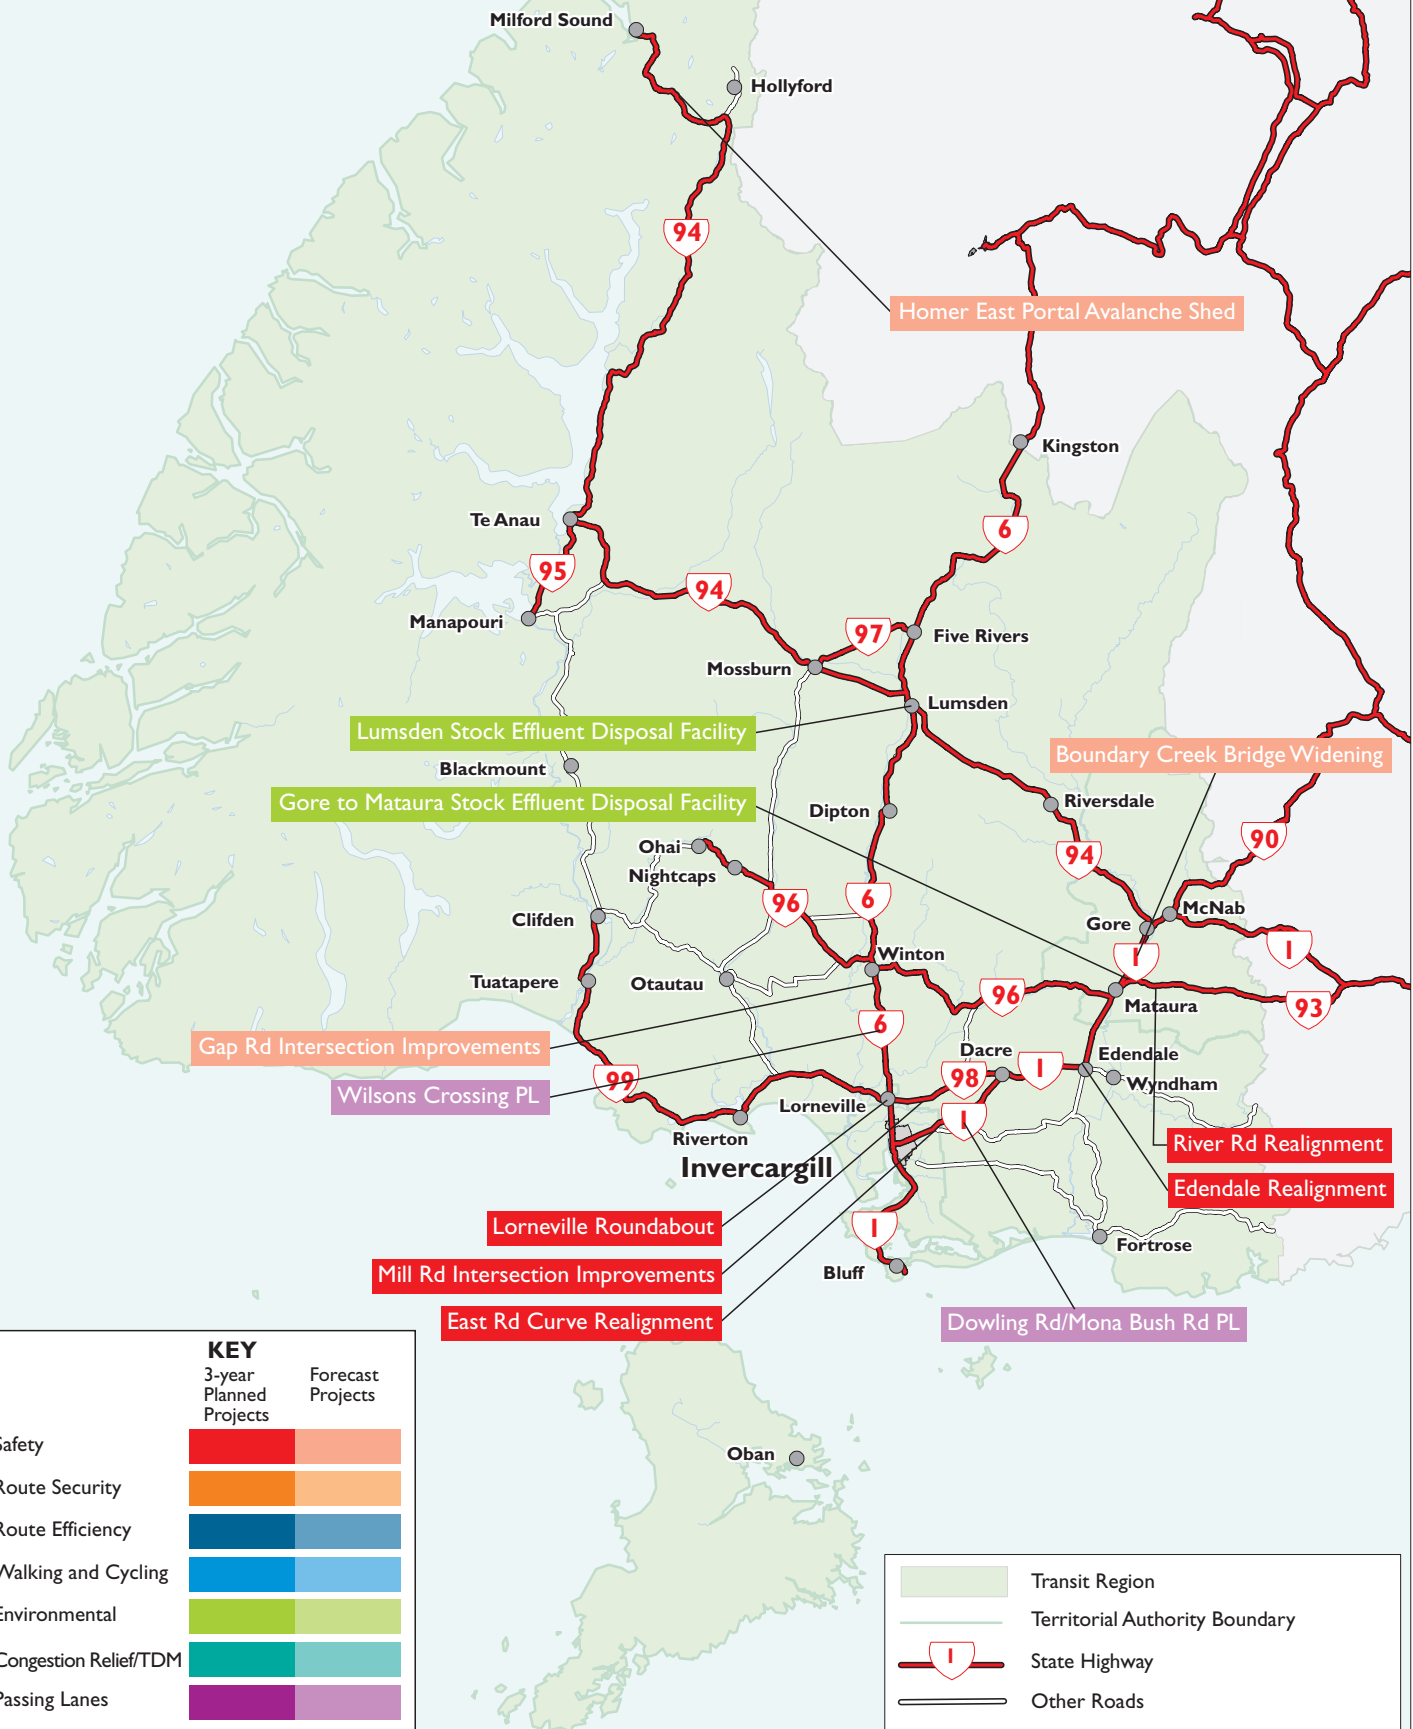 Milford Sound
Hollyford
94
Homer East Portal Avalanche Shed
Kingston
Te Anau
6
95
94
Manapouri
97
Five Rivers
Mossburn
Lumsden
Lumsden Stock Effluent Disposal Facility
Boundary Creek Bridge Widening
Blackmount
Gore to Mataura Stock Effluent Disposal Facility
Riversdale
Dipton
90
Ohai
94
Nightcaps
96
6
McNab
Clifden
Gore
1
1
Winton
Tuatapere
Otautau
96
Mataura
93
6
Gap Rd Intersection Improvements
Dacre
Edendale
1
99
98
Wyndham
Wilsons Crossing PL
Lorneville
1
Riverton
River Rd Realignment
Invercargill
Edendale Realignment
Lorneville Roundabout
1
Fortrose
Mill Rd Intersection Improvements
Bluff
East Rd Curve Realignment
Dowling Rd/Mona Bush Rd PL
Oban
KEY
3-year
Planned
Projects
Forecast
Projects
Safety
Route Security
Route Efficiency
Walking and Cycling
Environmental
Congestion Relief/TDM
Passing Lanes
Transit Region
Territorial Authority Boundary
1
State Highway
Other Roads